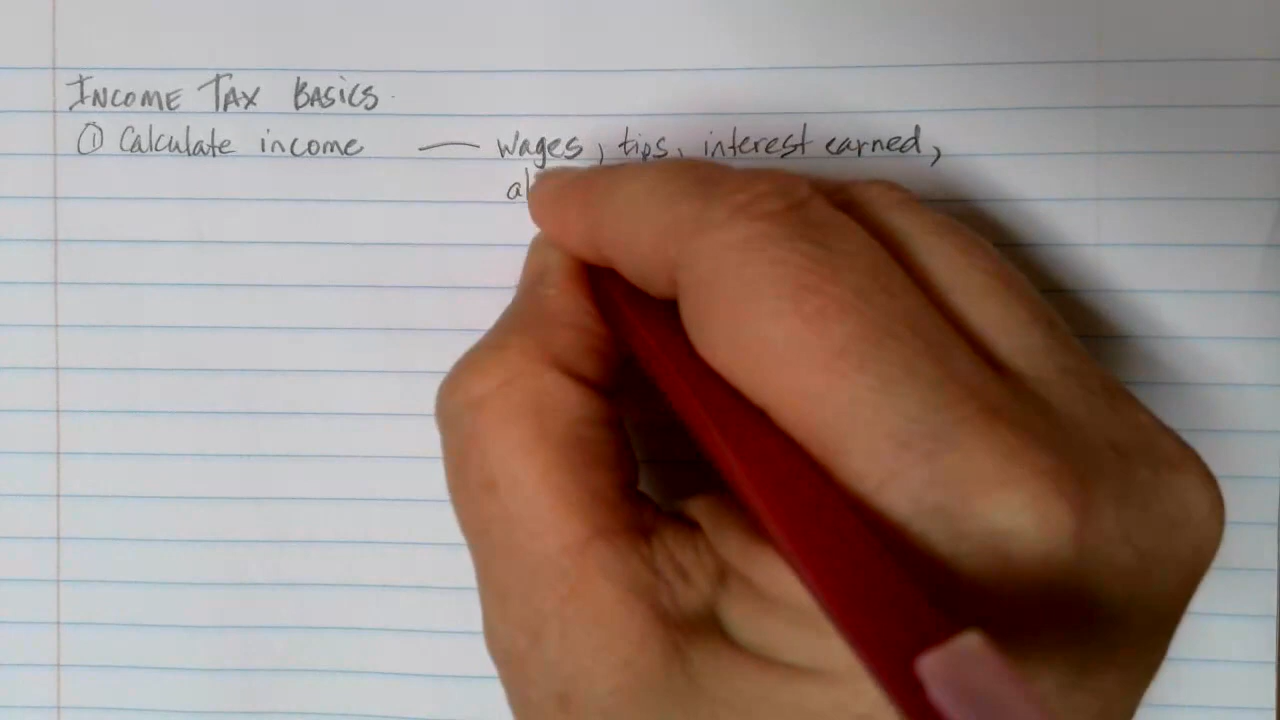 INCOME TAX BASICS
① Calculate income — wages, tips, interest earned,